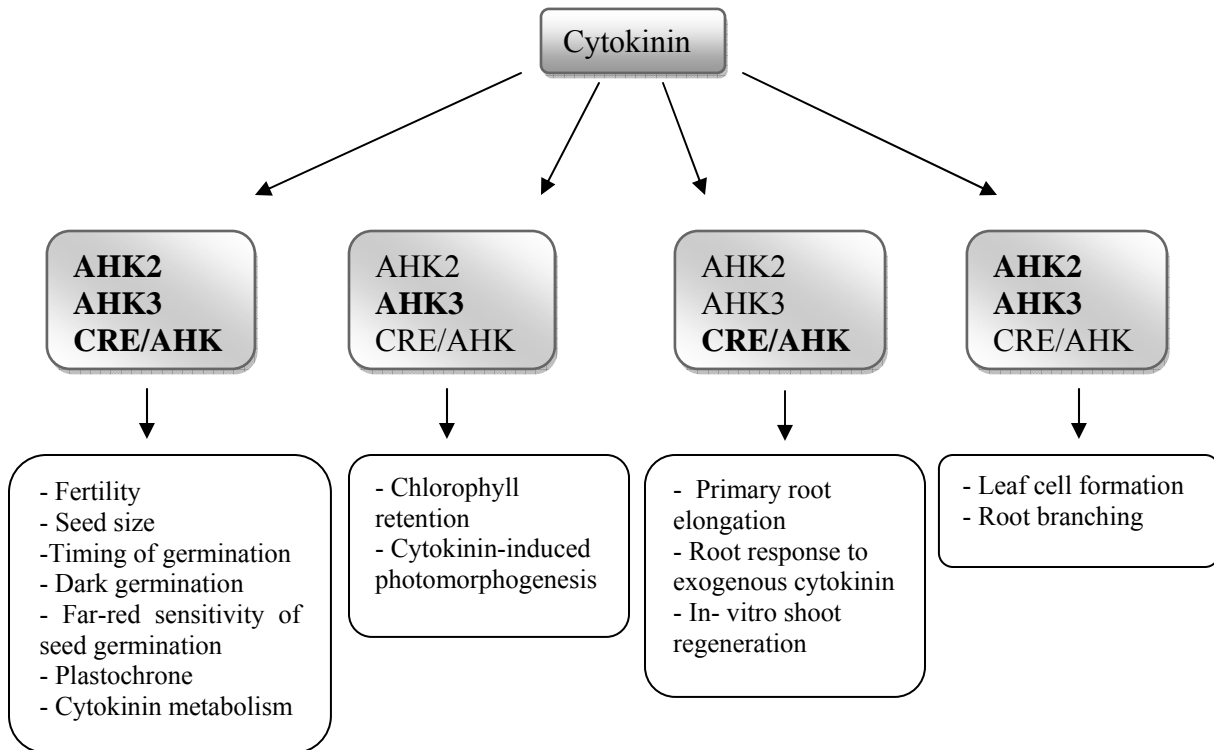 Cytokinin
AHK2
AHK3
CRE/AHK
AHK2
AHK3
CRE/AHK
AHK2
AHK3
CRE/AHK
AHK2
AHK3
CRE/AHK
- Fertility
- Seed size
-Timing of germination
- Dark germination
- Far-red sensitivity of
seed germination
- Plastochrone
- Cytokinin metabolism
- Chlorophyll
retention
- Cytokinin-induced
photomorphogenesis
- Primary root
elongation
- Root response to
exogenous cytokinin
- In- vitro shoot
regeneration
- Leaf cell formation
- Root branching